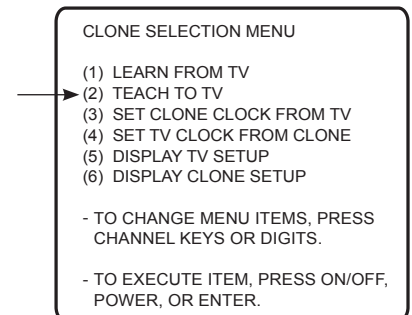 CLONE SELECTION MENU
(1) LEARN FROM TV
(2) TEACH TO TV
(3) SET CLONE CLOCK FROM TV
(4) SET TV CLOCK FROM CLONE
(5) DISPLAY TV SETUP
(6) DISPLAY CLONE SETUP
- TO CHANGE MENU ITEMS, PRESS
CHANNEL KEYS OR DIGITS.
- TO EXECUTE ITEM, PRESS ON/OFF,
POWER, OR ENTER.